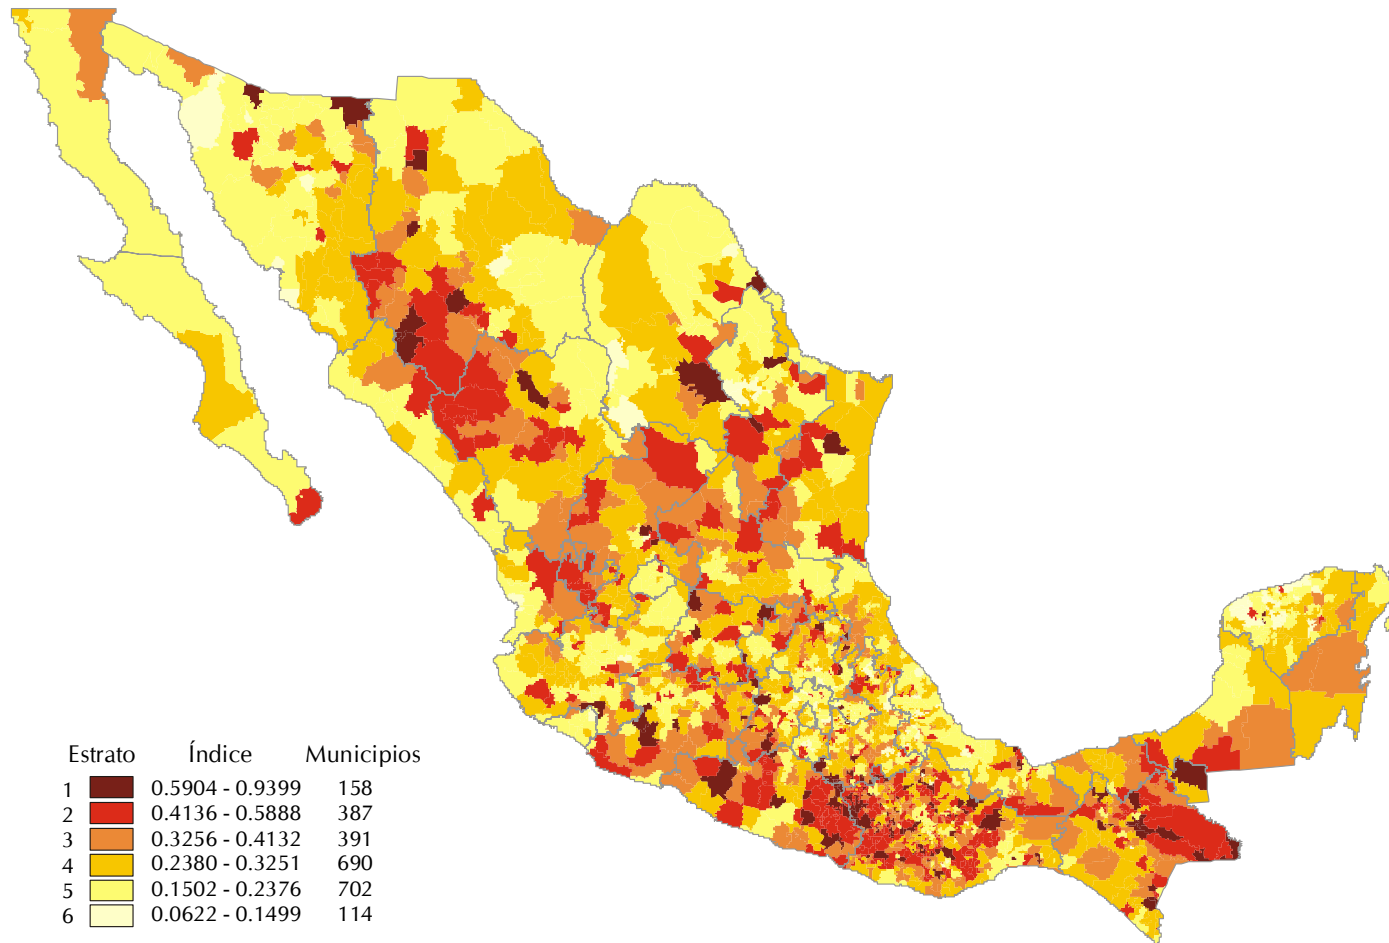 Estrato Índice Municipios
1 0.5904 - 0.9399 158
2 0.4136 - 0.5888 387
3 0.3256 - 0.4132 391
4 0.2380 - 0.3251 690
5 0.1502 - 0.2376 702
6 0.0622 - 0.1499 114